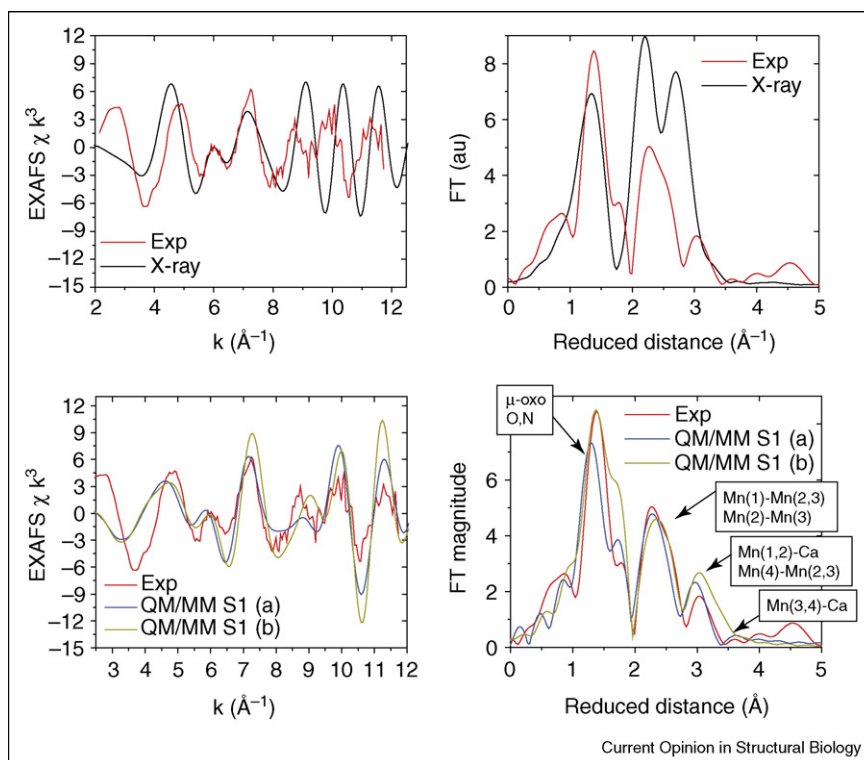 12
9
6
3
0
−3
−6
−9
−12
−15
EXAFS χ k³
Exp
X-ray
2 4 6 8 10 12
k (Å⁻¹)
8
6
4
2
0
FT (au)
Exp
X-ray
0 1 2 3 4 5
Reduced distance (Å⁻¹)
12
9
6
3
0
−3
−6
−9
−12
−15
EXAFS χ k³
Exp
QM/MM S1 (a)
QM/MM S1 (b)
3 4 5 6 7 8 9 10 11 12
k (Å⁻¹)
μ-oxo
O,N
Exp
QM/MM S1 (a)
QM/MM S1 (b)
Mn(1)-Mn(2,3)
Mn(2)-Mn(3)
Mn(1,2)-Ca
Mn(4)-Mn(2,3)
Mn(3,4)-Ca
6
4
2
0
FT magnitude
0 1 2 3 4 5
Reduced distance (Å)
Current Opinion in Structural Biology